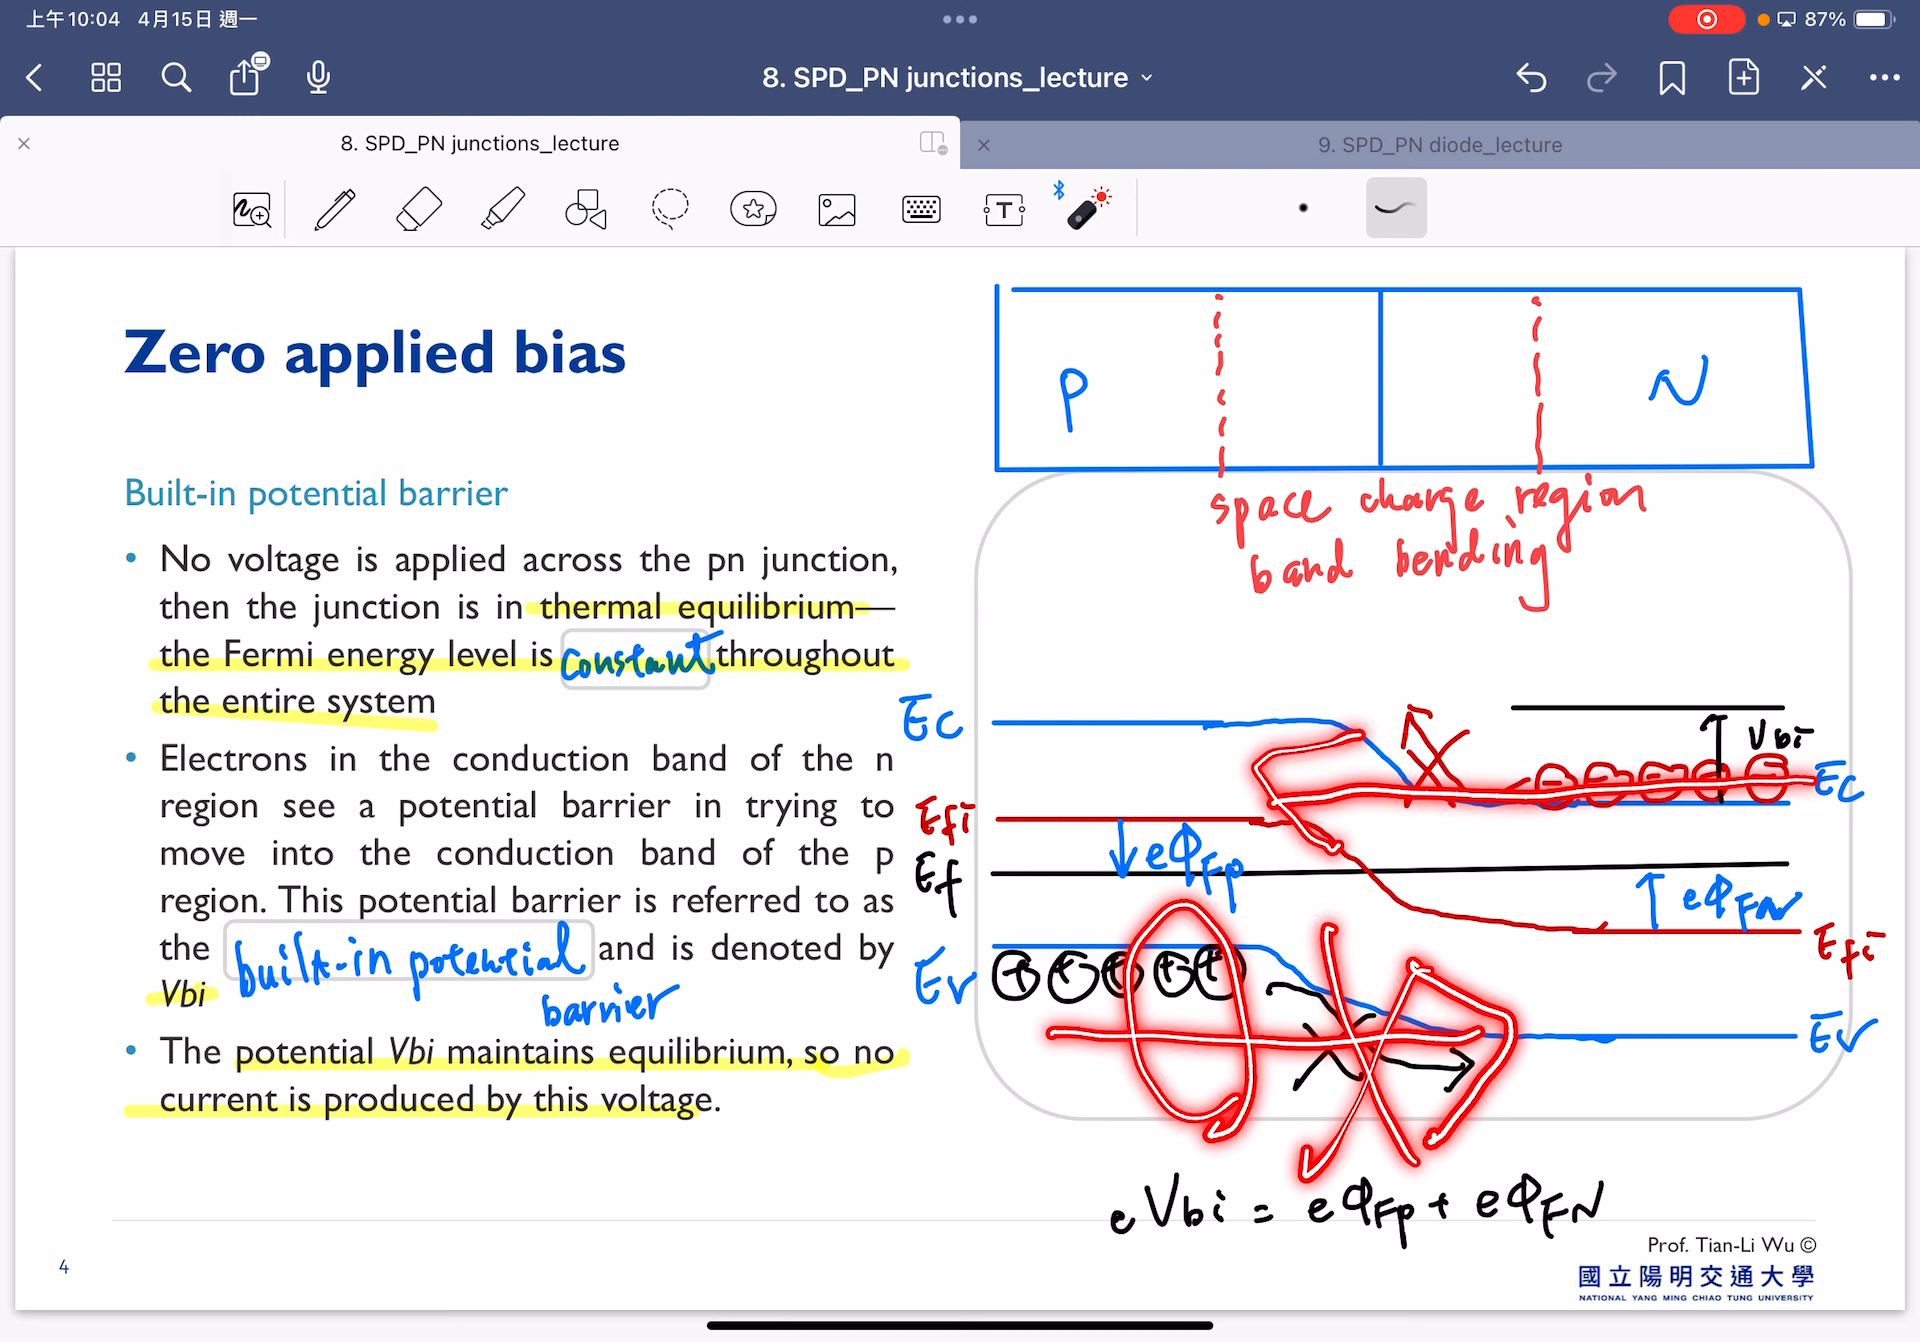 上午10:04 4月15日 週一
87%
8. SPD_PN junctions_lecture
8. SPD_PN junctions_lecture
9. SPD_PN diode_lecture
T
Zero applied bias
P
N
space charge region
band bending
Built-in potential barrier
• No voltage is applied across the pn junction,
then the junction is in thermal equilibrium—
the Fermi energy level is constant throughout
the entire system
• Electrons in the conduction band of the n
region see a potential barrier in trying to
move into the conduction band of the p
region. This potential barrier is referred to as
the built-in potential and is denoted by
barrier
Vbi
• The potential Vbi maintains equilibrium, so no
current is produced by this voltage.
Ec
Vbi
Ec
Efi
eΦFp
Ef
eΦFN
Efi
Ev
Ev
eVbi = eΦFp + eΦFN
Prof. Tian-Li Wu ©
國立陽明交通大學
NATIONAL YANG MING CHIAO TUNG UNIVERSITY
4